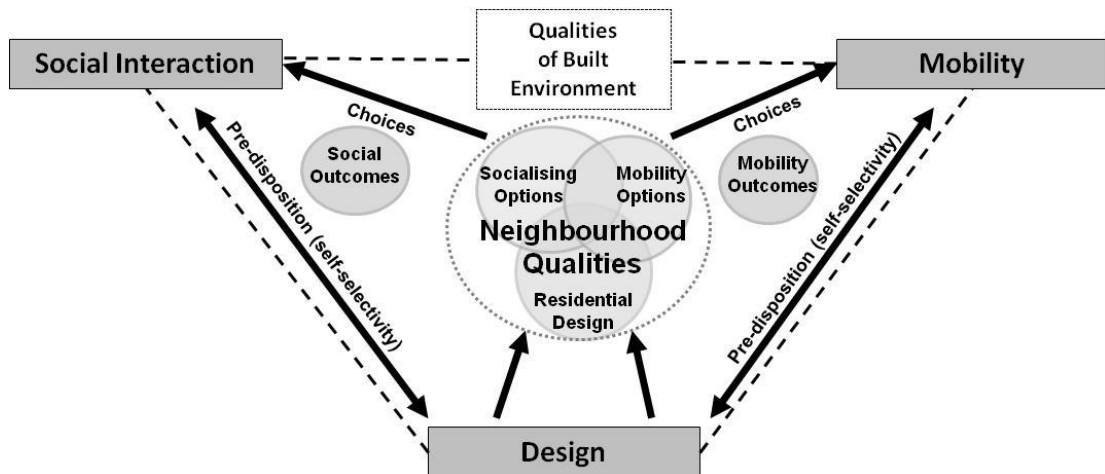 Qualities
of Built
Environment
Social Interaction
Mobility
Choices
Choices
Social
Outcomes
Socialising
Options
Mobility
Options
Mobility
Outcomes
Pre-disposition (self-selectivity)
Pre-disposition (self-selectivity)
Neighbourhood
Qualities
Residential
Design
Design